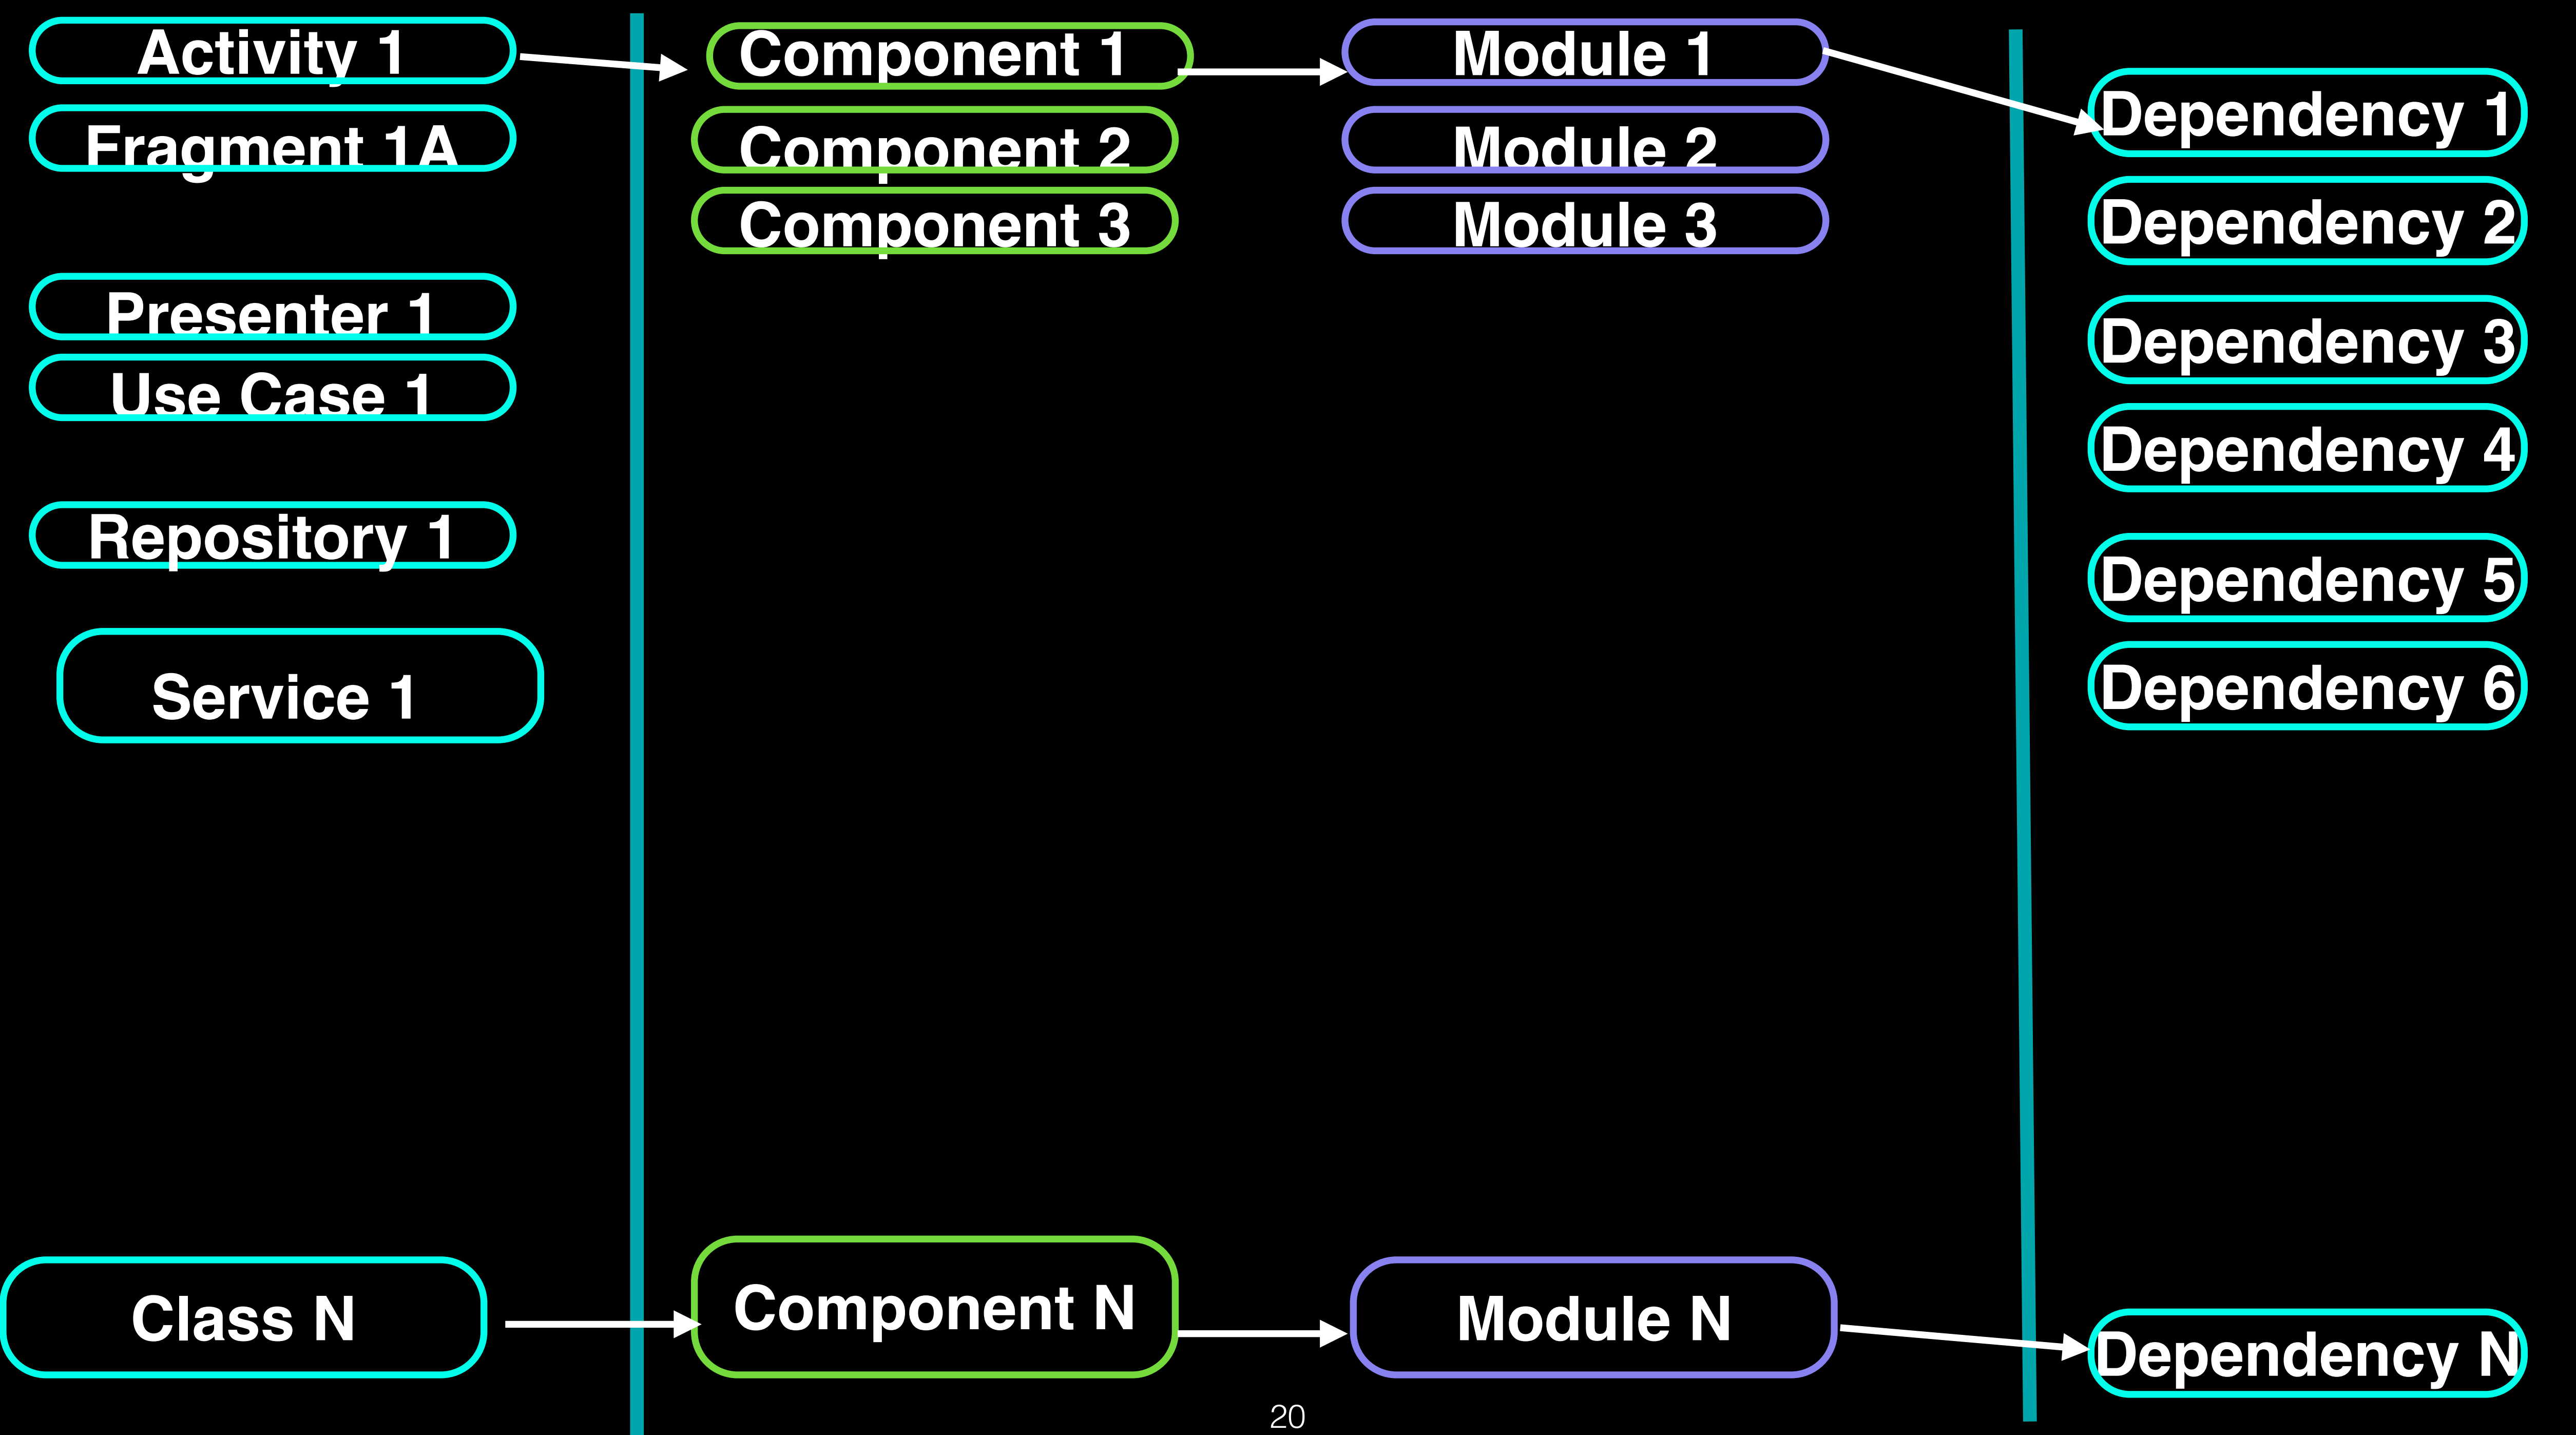 Activity 1
Component 1
Module 1
Dependency 1
Fragment 1A
Component 2
Module 2
Dependency 2
Component 3
Module 3
Presenter 1
Dependency 3
Use Case 1
Dependency 4
Repository 1
Dependency 5
Service 1
Dependency 6
Class N
Component N
Module N
Dependency N
20